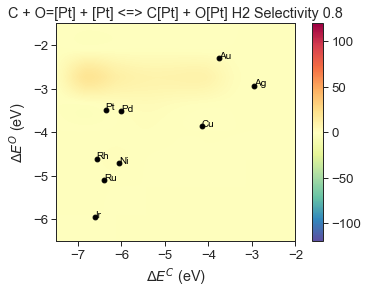 C + O=[Pt] + [Pt] <=> C[Pt] + O[Pt] H2 Selectivity 0.8
−2
−3
−4
−5
−6
ΔE^O (eV)
Au
Ag
Pt
Pd
Cu
Rh
Ni
Ru
Ir
−7
−6
−5
−4
−3
−2
ΔE^C (eV)
100
50
0
−50
−100